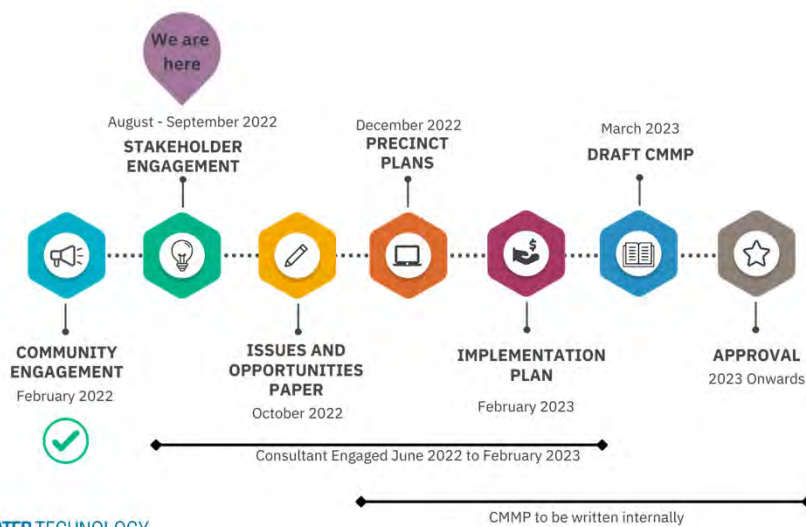 We are
here
August - September 2022
STAKEHOLDER
ENGAGEMENT
December 2022
PRECINCT
PLANS
March 2023
DRAFT CMMP
$
COMMUNITY
ENGAGEMENT
February 2022
ISSUES AND
OPPORTUNITIES
PAPER
October 2022
IMPLEMENTATION
PLAN
February 2023
APPROVAL
2023 Onwards
Consultant Engaged June 2022 to February 2023
CMMP to be written internally
TECHNOLOGY